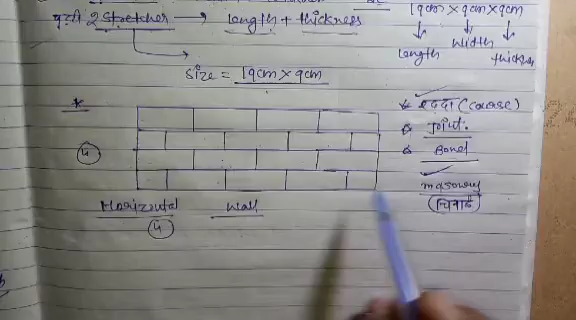 पूरी 2 stretcher → length + thickness
19cm × 9cm × 9cm
length width thickness
size = 19cm × 9cm
* रद्दा (course)
* Joint
(4) * Bond
masonry
(चिनाई)
Horizontal wall
(4)